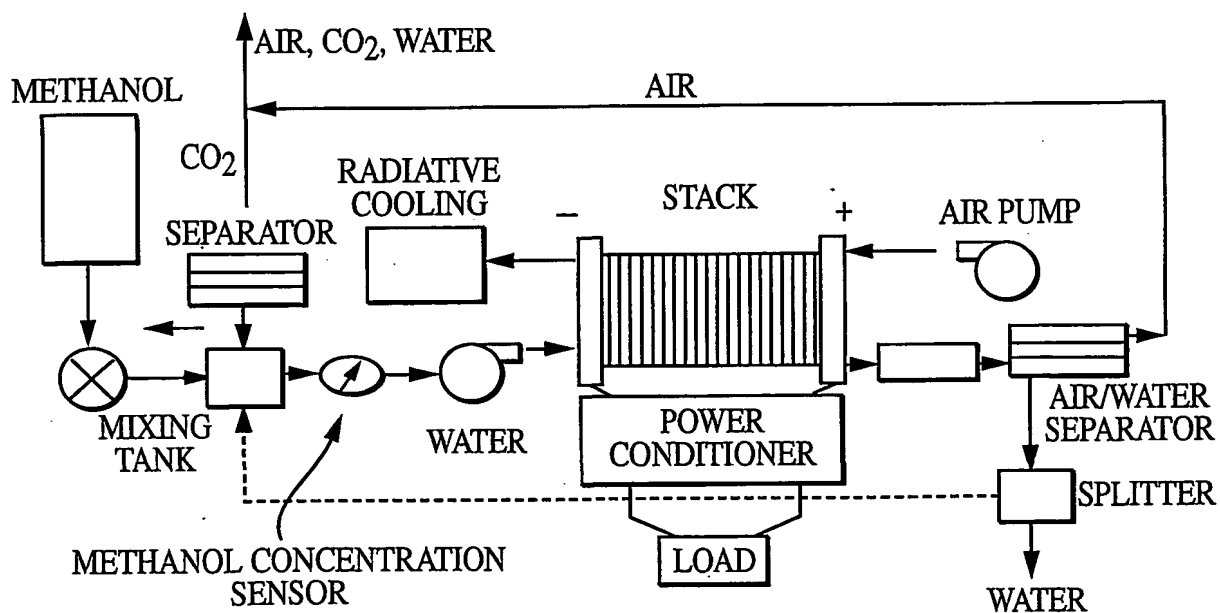 AIR, CO2, WATER
METHANOL
AIR
CO2
RADIATIVE
COOLING
STACK
SEPARATOR
–
+
AIR PUMP
MIXING
TANK
WATER
POWER
CONDITIONER
AIR/WATER
SEPARATOR
SPLITTER
METHANOL CONCENTRATION
SENSOR
LOAD
WATER